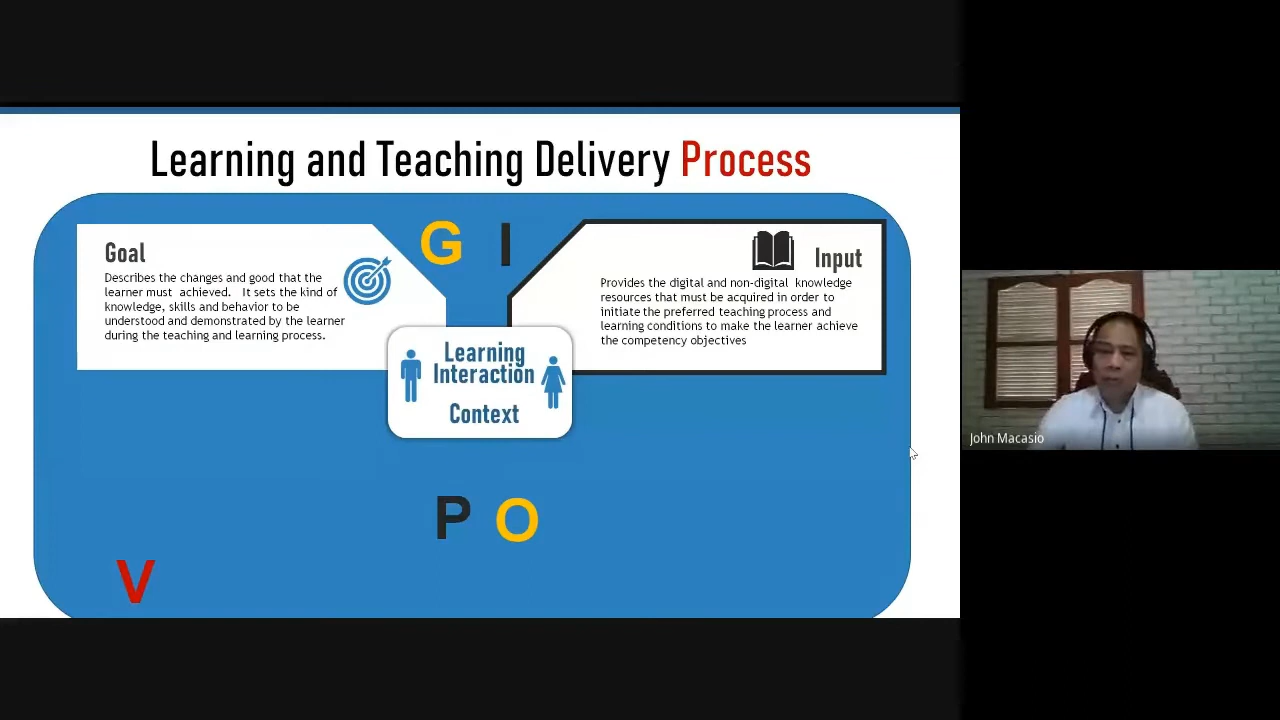 Learning and Teaching Delivery Process
G I
Goal
Describes the changes and good that the
learner must achieved. It sets the kind of
knowledge, skills and behavior to be
understood and demonstrated by the learner
during the teaching and learning process.
Input
Provides the digital and non-digital knowledge
resources that must be acquired in order to
initiate the preferred teaching process and
learning conditions to make the learner achieve
the competency objectives
Learning
Interaction
Context
P O
V
John Macasio